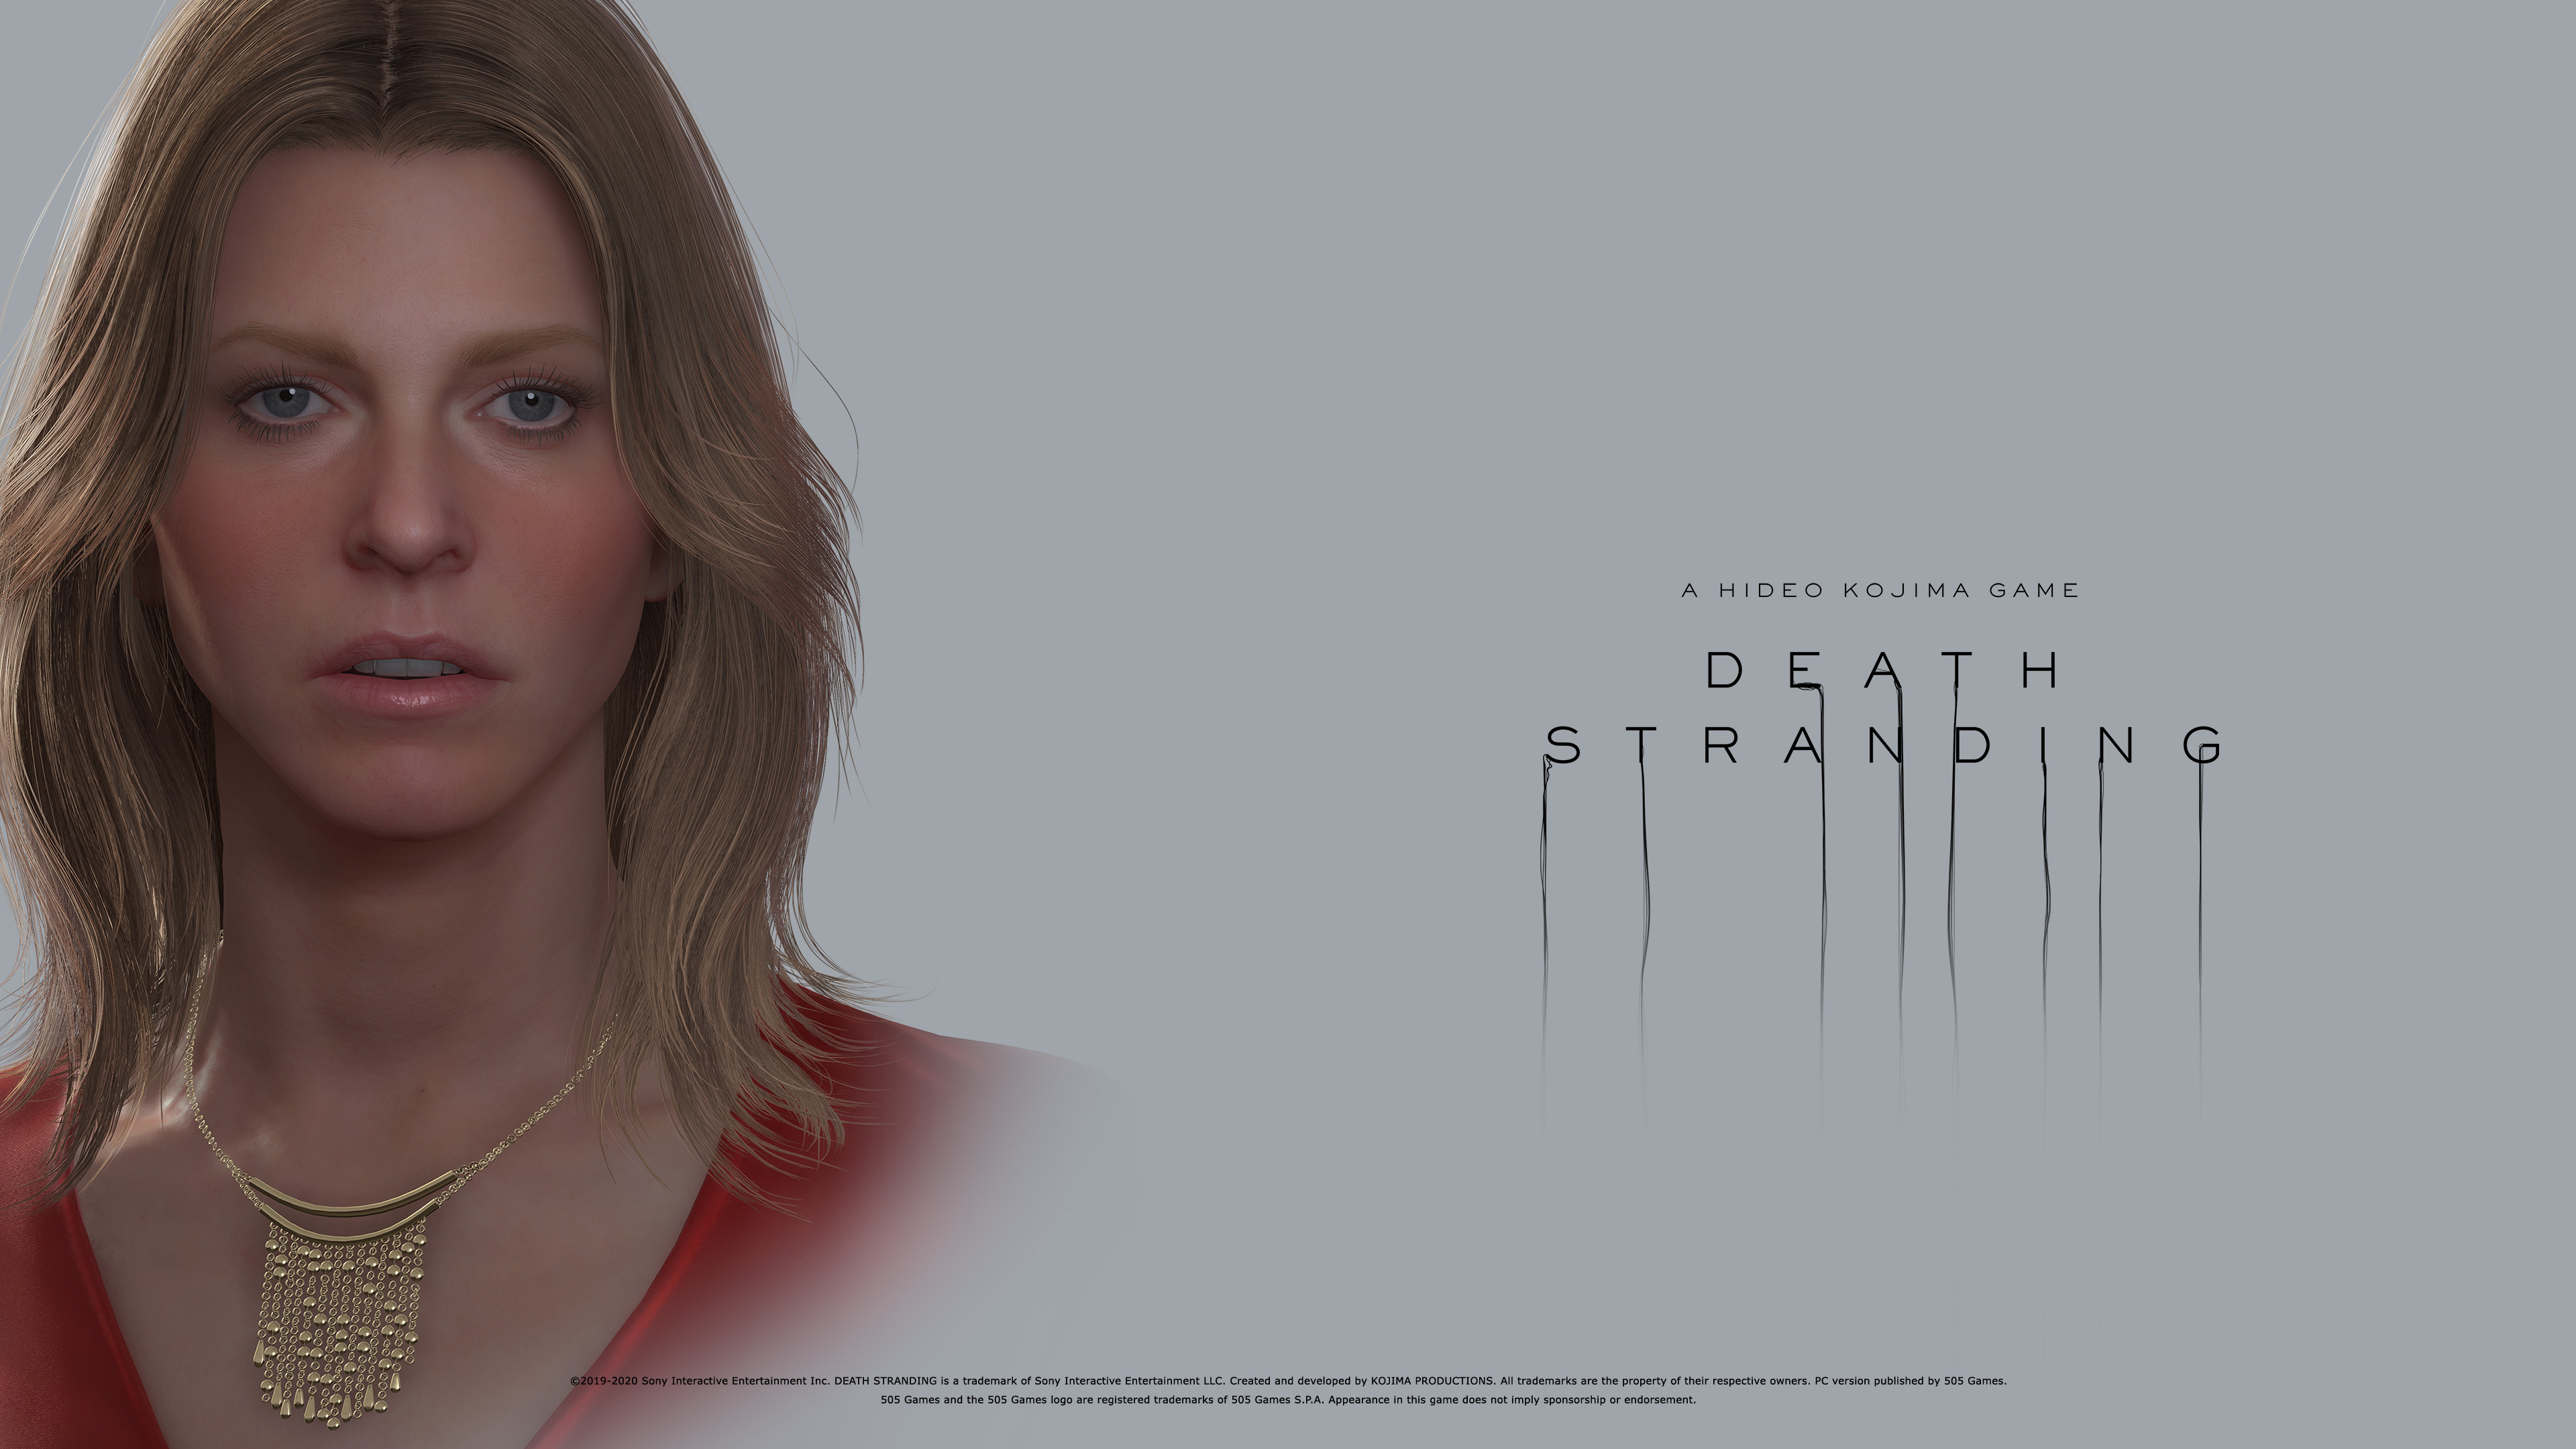 A HIDEO KOJIMA GAME
DEATH
STRANDING
©2019-2020 Sony Interactive Entertainment Inc. DEATH STRANDING is a trademark of Sony Interactive Entertainment LLC. Created and developed by KOJIMA PRODUCTIONS. All trademarks are the property of their respective owners. PC version published by 505 Games.
505 Games and the 505 Games logo are registered trademarks of 505 Games S.P.A. Appearance in this game does not imply sponsorship or endorsement.